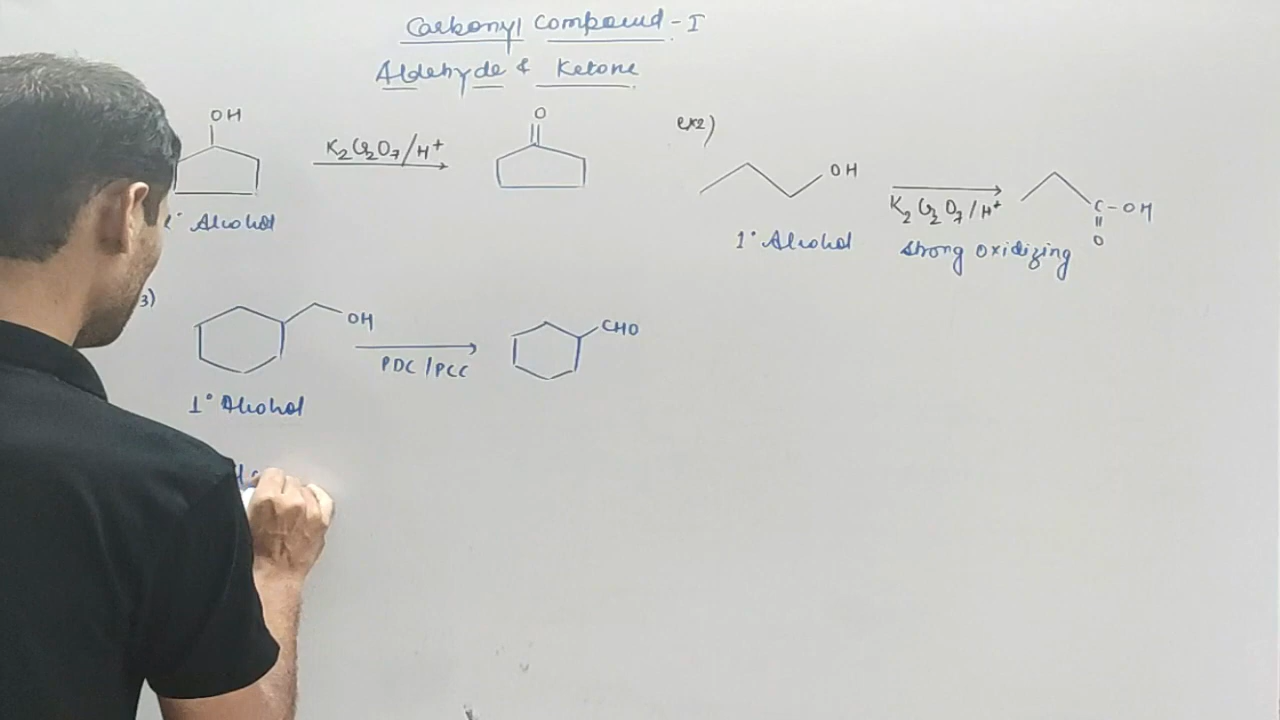 Carbonyl Compound - I
Aldehyde & Ketone
OH
K2Cr2O7/H+
O
Alcohol
ex2)
OH
K2Cr2O7/H+
C-OH
O
1° Alcohol
strong oxidizing
3)
OH
PDC/PCC
CHO
1° Alcohol